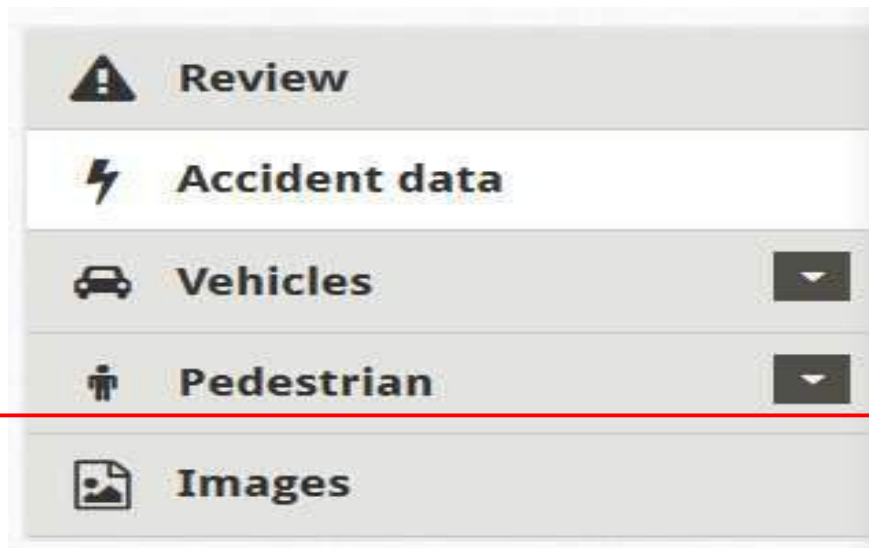 Review
Accident data
Vehicles
Pedestrian
Images